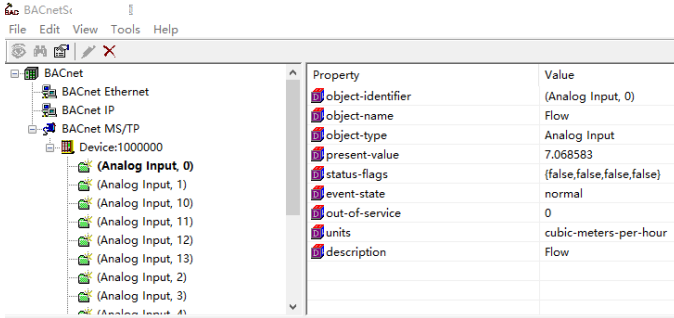 BACnetSc
File Edit View Tools Help
BACnet
BACnet Ethernet
BACnet IP
BACnet MS/TP
Device:1000000
(Analog Input, 0)
(Analog Input, 1)
(Analog Input, 10)
(Analog Input, 11)
(Analog Input, 12)
(Analog Input, 13)
(Analog Input, 2)
(Analog Input, 3)
(Analog Input, 4)
Property Value
object-identifier (Analog Input, 0)
object-name Flow
object-type Analog Input
present-value 7.068583
status-flags {false,false,false,false}
event-state normal
out-of-service 0
units cubic-meters-per-hour
description Flow